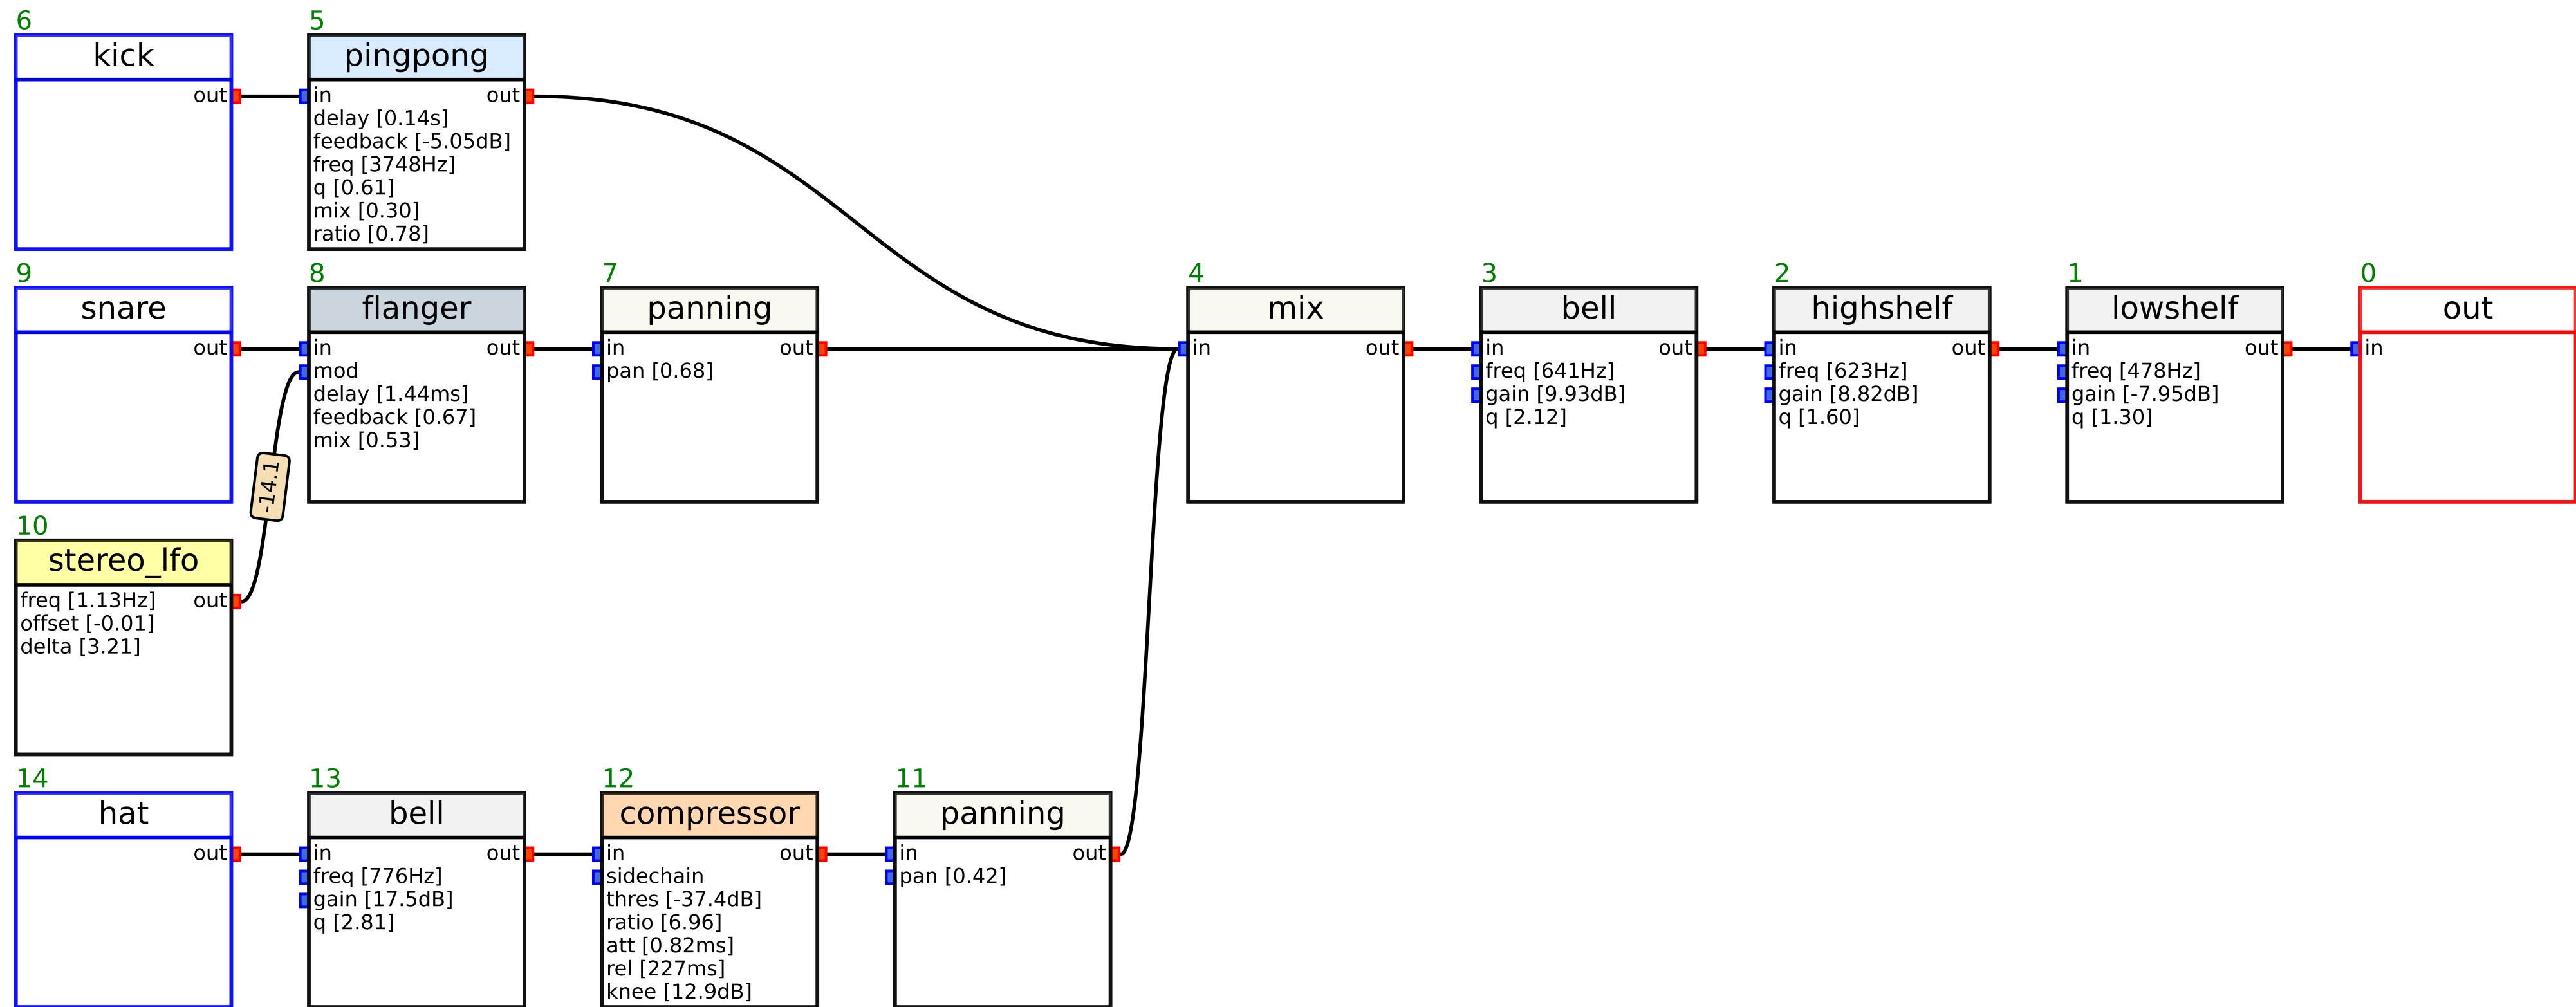 6
kick
out
5
pingpong
in out
delay [0.14s]
feedback [-5.05dB]
freq [3748Hz]
q [0.61]
mix [0.30]
ratio [0.78]
9
snare
out
8
flanger
in out
mod
delay [1.44ms]
feedback [0.67]
mix [0.53]
7
panning
in out
pan [0.68]
4
mix
in out
3
bell
in out
freq [641Hz]
gain [9.93dB]
q [2.12]
2
highshelf
in out
freq [623Hz]
gain [8.82dB]
q [1.60]
1
lowshelf
in out
freq [478Hz]
gain [-7.95dB]
q [1.30]
0
out
in
-14.1
10
stereo_lfo
freq [1.13Hz] out
offset [-0.01]
delta [3.21]
14
hat
out
13
bell
in out
freq [776Hz]
gain [17.5dB]
q [2.81]
12
compressor
in out
sidechain
thres [-37.4dB]
ratio [6.96]
att [0.82ms]
rel [227ms]
knee [12.9dB]
11
panning
in out
pan [0.42]